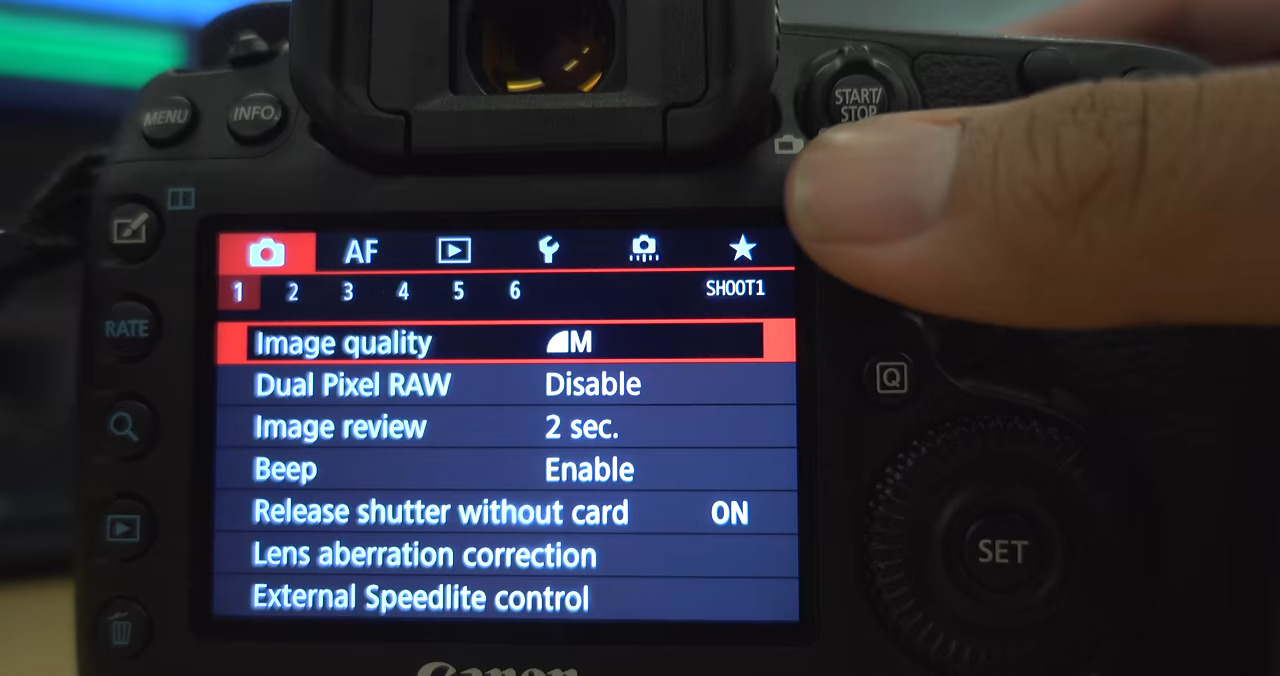 START/
STOP
MENU
INFO.
AF
1 2 3 4 5 6 SHOOT1
RATE
Image quality M
Q
Dual Pixel RAW Disable
Image review 2 sec.
Beep Enable
Release shutter without card ON
SET
Lens aberration correction
External Speedlite control
Canon